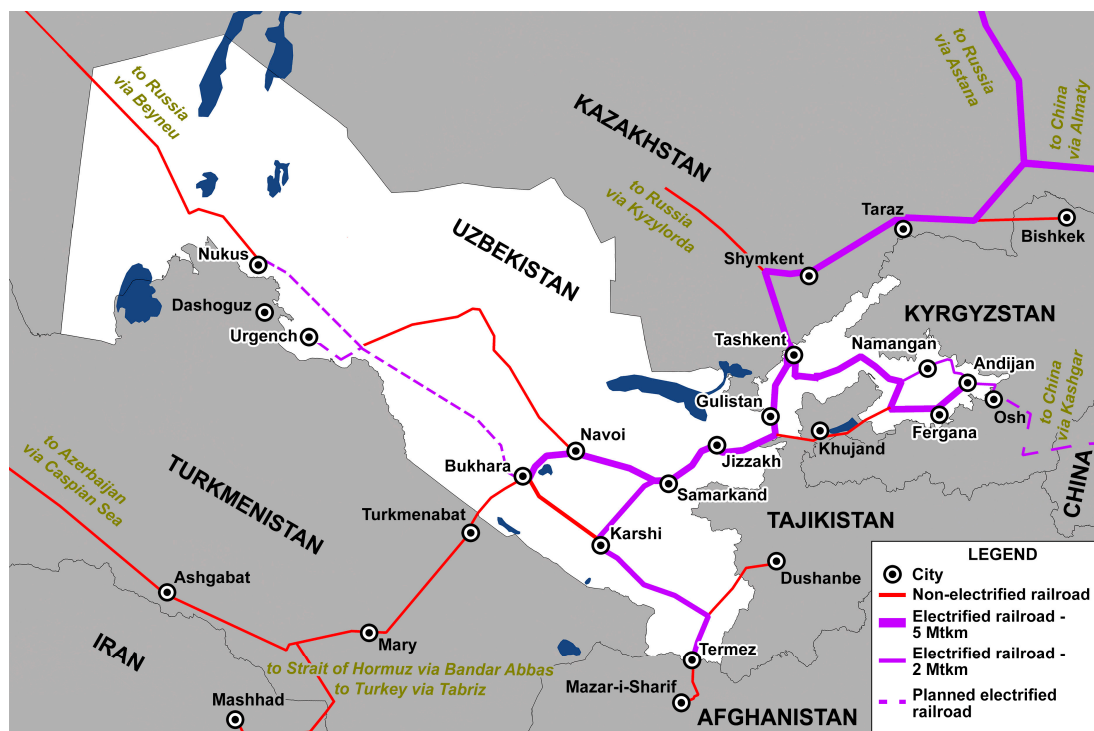 to Russia
via Beyneu
KAZAKHSTAN
to Russia
via Astana
to China
via Almaty
to Russia
via Kyzylorda
Taraz
Bishkek
UZBEKISTAN
Nukus
Shymkent
Dashoguz
KYRGYZSTAN
Urgench
Tashkent
Namangan
Andijan
Gulistan
Osh
to China
via Kashgar
Fergana
Navoi
Khujand
Jizzakh
to Azerbaijan
via Caspian Sea
TURKMENISTAN
Bukhara
Samarkand
CHINA
Turkmenabat
Karshi
TAJIKISTAN
Ashgabat
Dushanbe
IRAN
Mary
Termez
to Strait of Hormuz via Bandar Abbas
to Turkey via Tabriz
Mashhad
Mazar-i-Sharif
AFGHANISTAN
LEGEND
City
Non-electrified railroad
Electrified railroad -
5 Mtkm
Electrified railroad -
2 Mtkm
Planned electrified
railroad